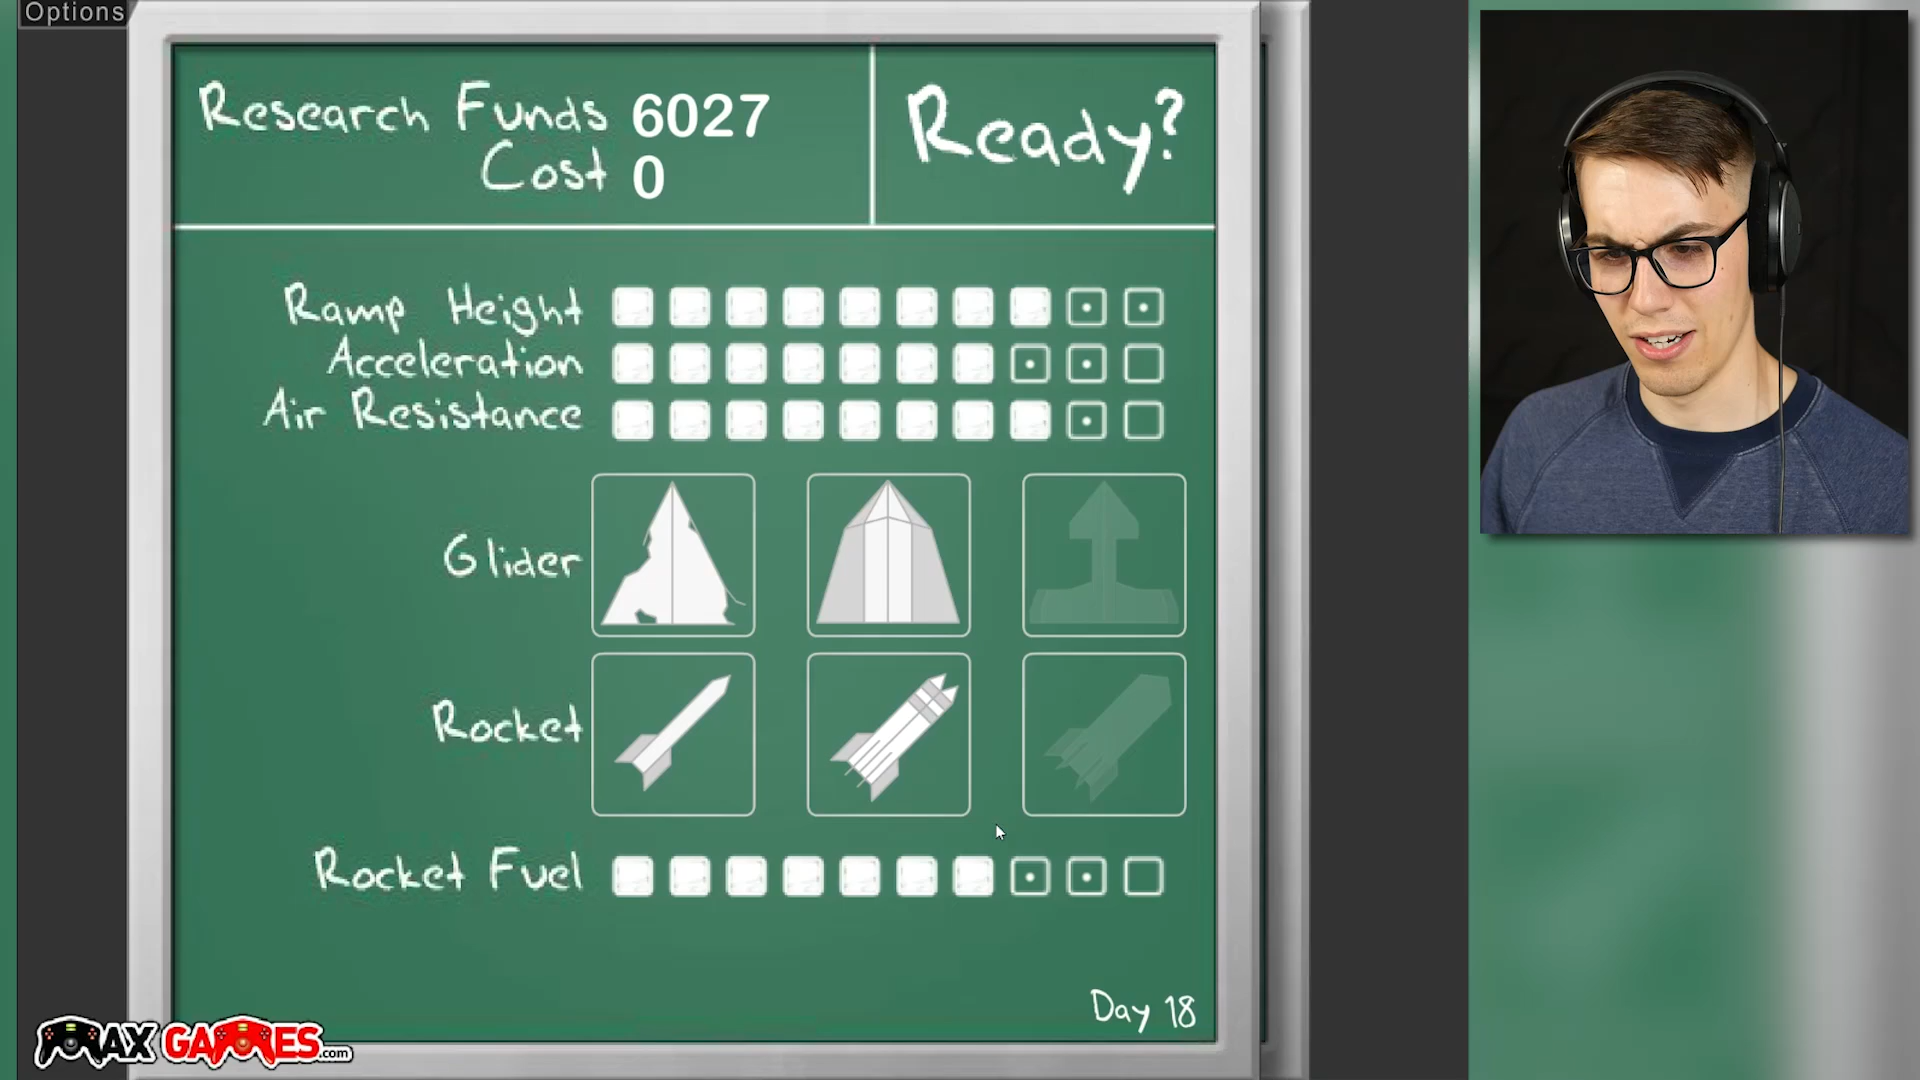 Options
Research Funds 6027
Cost 0
Ready?
Ramp Height
Acceleration
Air Resistance
Glider
Rocket
Rocket Fuel
Day 18
MAX GAMES.com